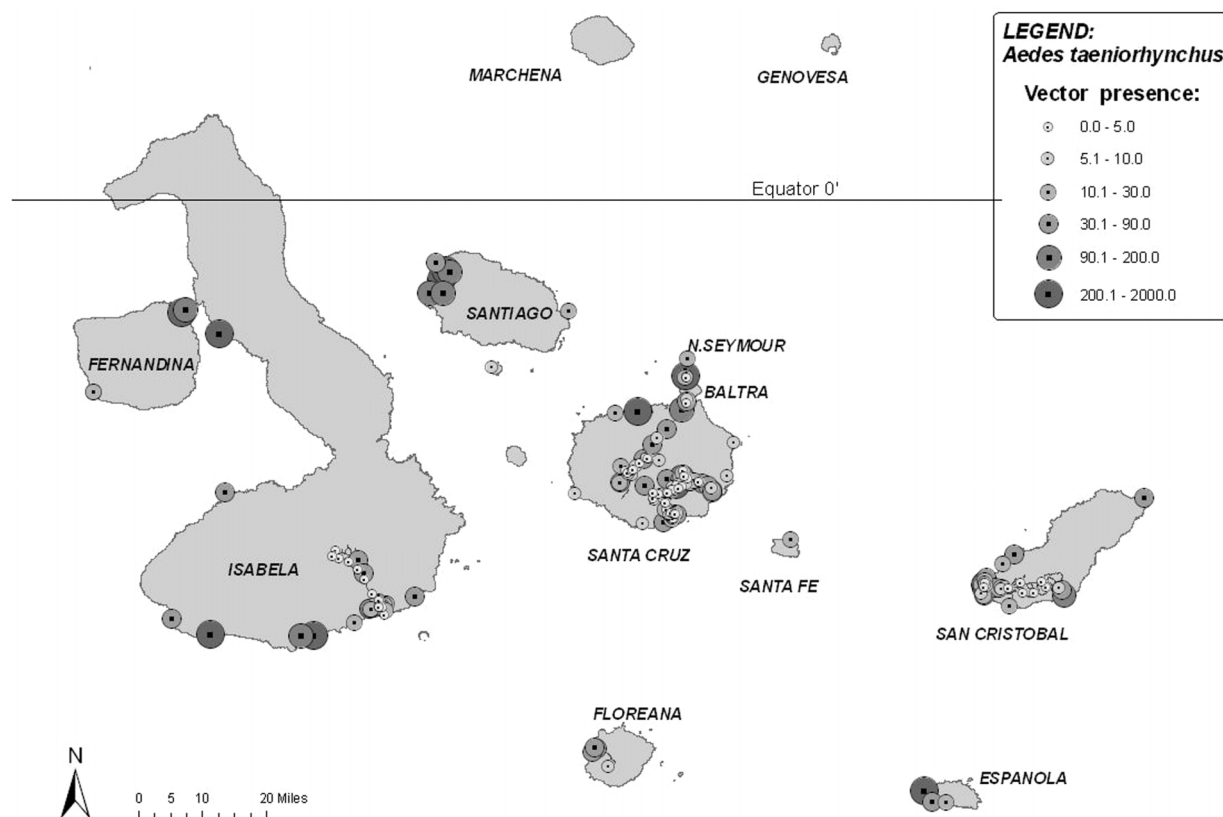 LEGEND:
Aedes taeniorhynchus
Vector presence:
0.0 - 5.0
5.1 - 10.0
10.1 - 30.0
30.1 - 90.0
90.1 - 200.0
200.1 - 2000.0
MARCHENA
GENOVESA
Equator 0'
SANTIAGO
FERNANDINA
N.SEYMOUR
BALTRA
ISABELA
SANTA CRUZ
SANTA FE
SAN CRISTOBAL
FLOREANA
ESPANOLA
N
0 5 10 20 Miles